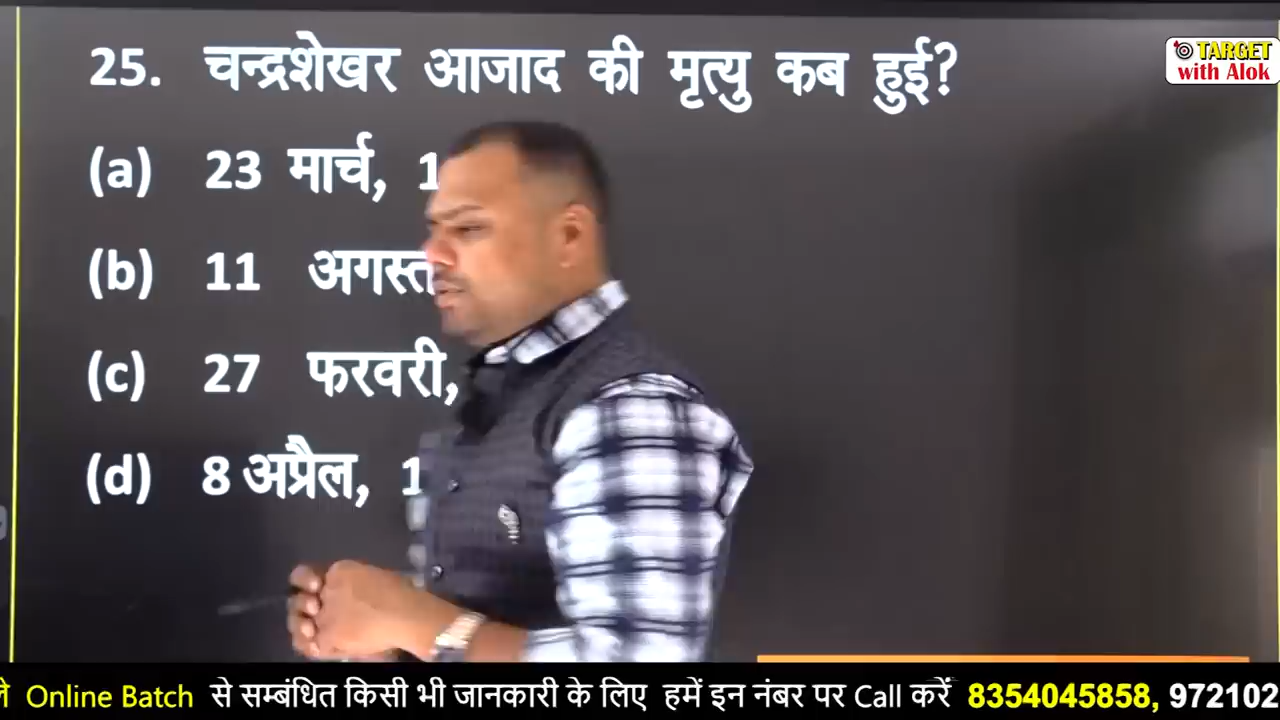 25. चन्द्रशेखर आजाद की मृत्यु कब हुई?
TARGET
with Alok
(a) 23 मार्च, 1
(b) 11 अगस्त
(c) 27 फरवरी,
(d) 8 अप्रैल, 1
Online Batch से सम्बंधित किसी भी जानकारी के लिए हमें इन नंबर पर Call करें 8354045858, 972102